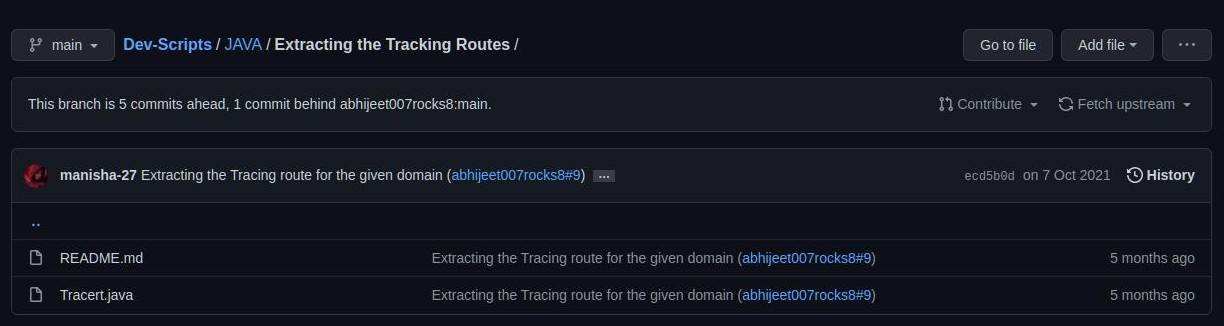 main Dev-Scripts / JAVA / Extracting the Tracking Routes / Go to file Add file ...
This branch is 5 commits ahead, 1 commit behind abhijeet007rocks8:main. Contribute Fetch upstream
manisha-27 Extracting the Tracing route for the given domain (abhijeet007rocks8#9) ... ecd5b0d on 7 Oct 2021 History
..
README.md Extracting the Tracing route for the given domain (abhijeet007rocks8#9) 5 months ago
Tracert.java Extracting the Tracing route for the given domain (abhijeet007rocks8#9) 5 months ago